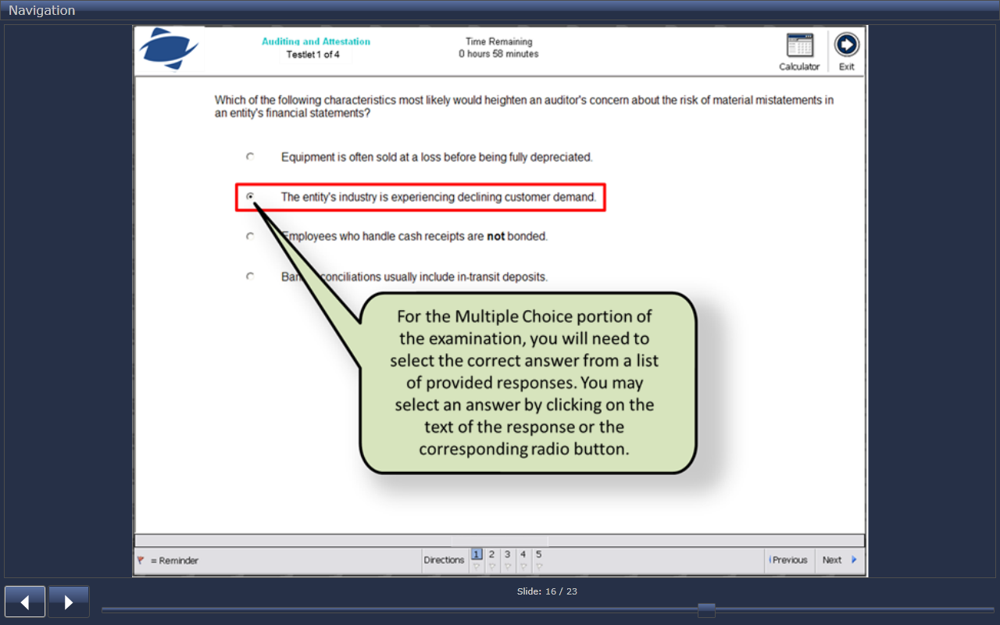 Navigation
Auditing and Attestation
Testlet 1 of 4
Time Remaining
0 hours 58 minutes
Calculator
Exit
Which of the following characteristics most likely would heighten an auditor's concern about the risk of material mistatements in
an entity's financial statements?
Equipment is often sold at a loss before being fully depreciated.
The entity's industry is experiencing declining customer demand.
Employees who handle cash receipts are not bonded.
conciliations usually include in-transit deposits.
For the Multiple Choice portion of
the examination, you will need to
select the correct answer from a list
of provided responses. You may
select an answer by clicking on the
text of the response or the
corresponding radio button.
= Reminder
Directions
1 2 3 4 5
Previous
Next
Slide: 16 / 23